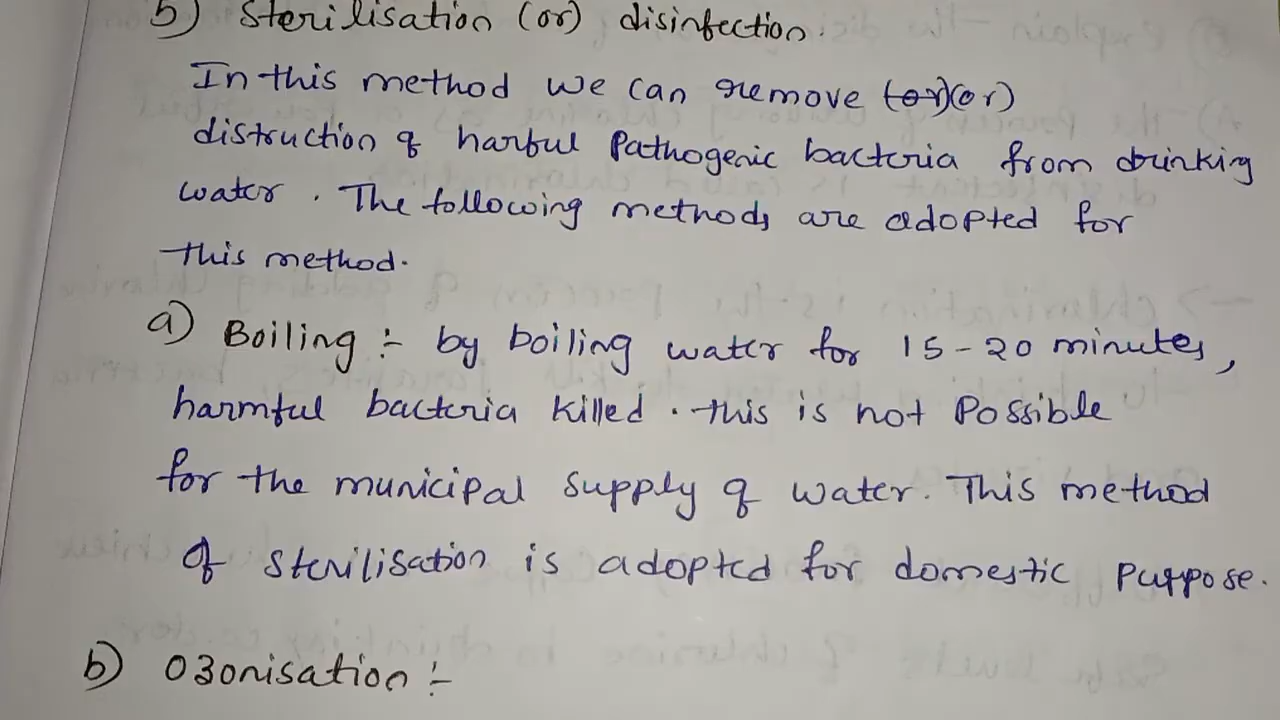 5) Sterilisation (or) disinfection.
In this method we can remove (or)(or)
distruction of harful Pathogenic bacteria from drinking
water. The following methods are adopted for
this method.
a) Boiling :- by boiling water for 15-20 minutes,
harmful bacteria killed. this is not Possible
for the municipal supply of water. This method
of sterilisation is adopted for domestic purpose.
b) Ozonisation :-